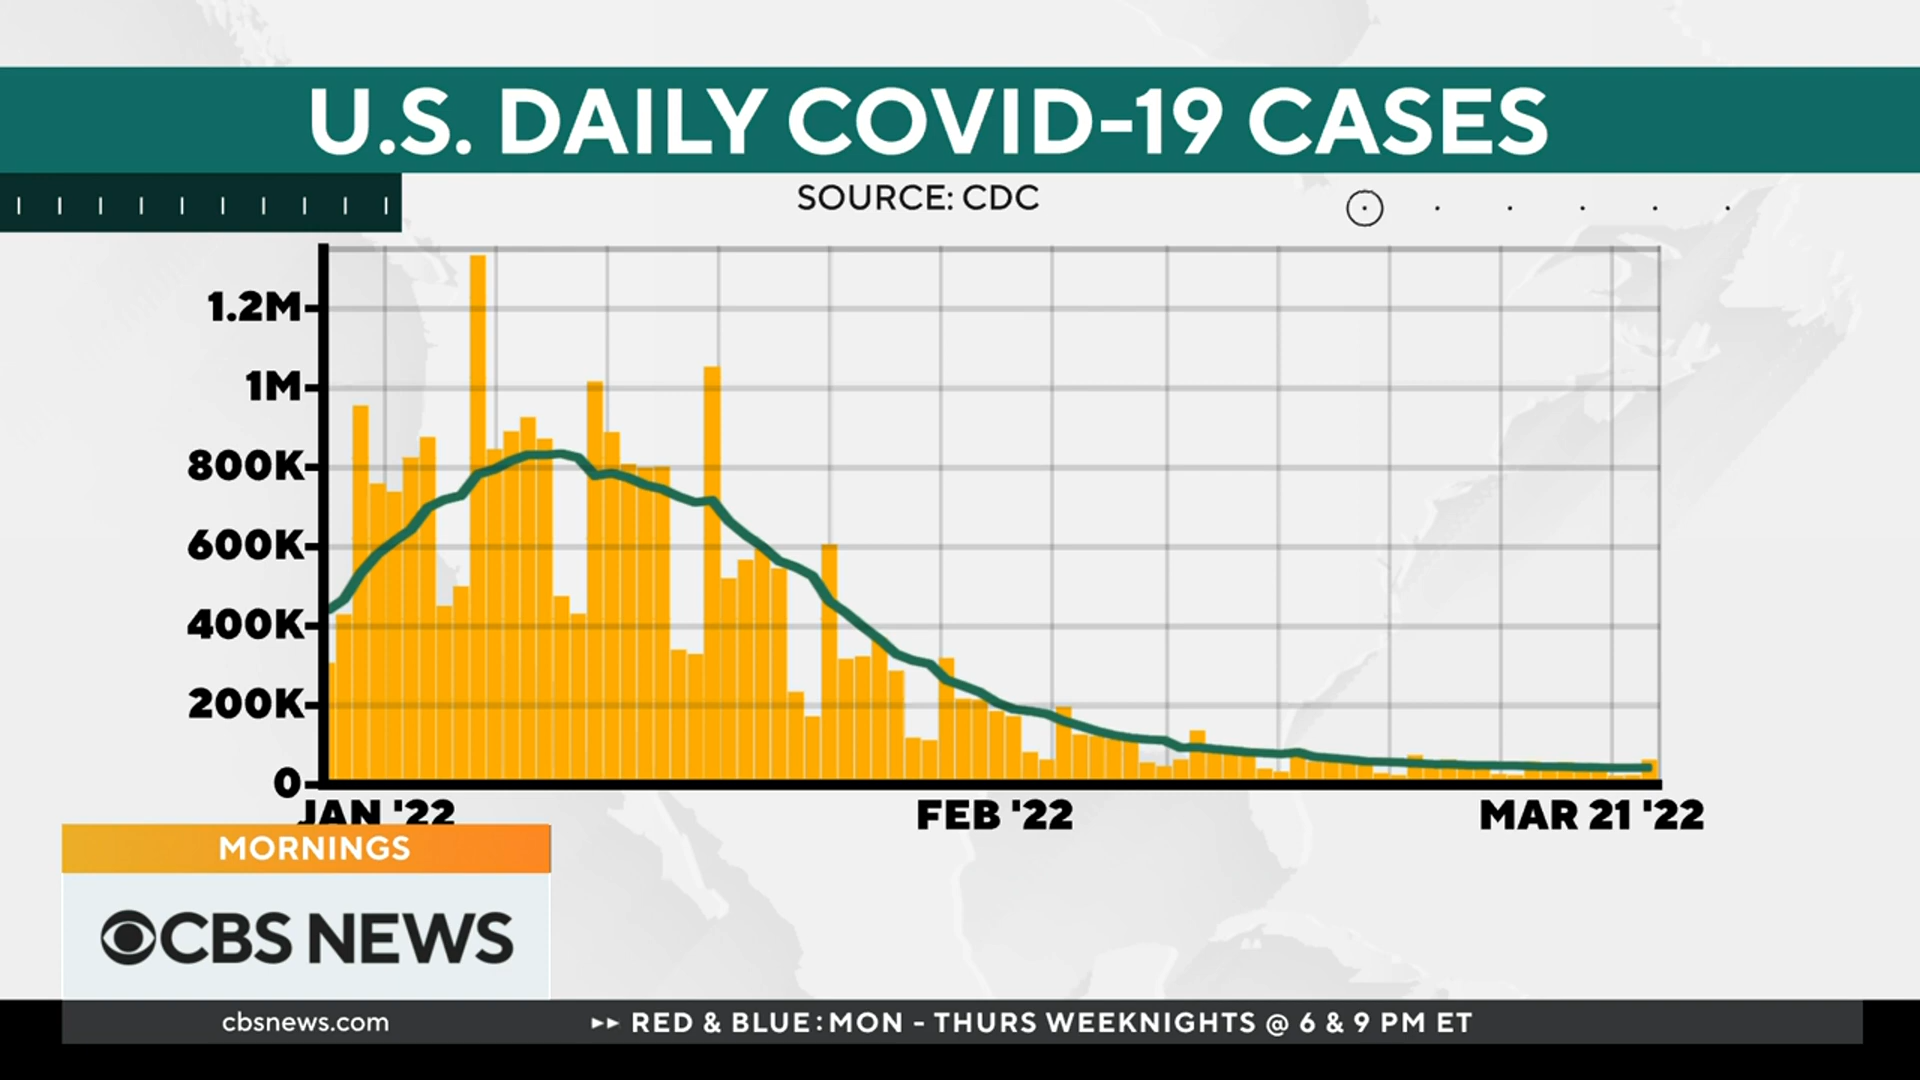 U.S. DAILY COVID-19 CASES
SOURCE: CDC
1.2M
1M
800K
600K
400K
200K
0
JAN '22
FEB '22
MAR 21 '22
MORNINGS
CBS NEWS
cbsnews.com
RED & BLUE: MON - THURS WEEKNIGHTS @ 6 & 9 PM ET